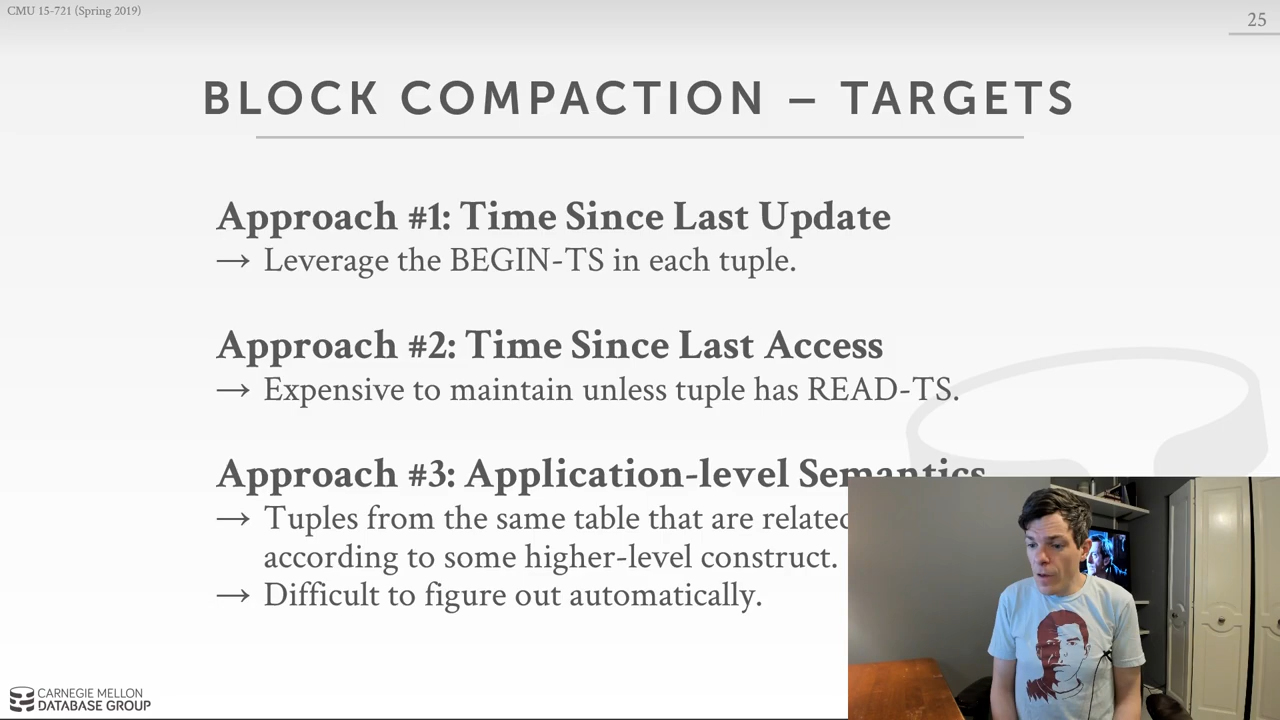 CMU 15-721 (Spring 2019)
25
BLOCK COMPACTION – TARGETS
Approach #1: Time Since Last Update
→ Leverage the BEGIN-TS in each tuple.
Approach #2: Time Since Last Access
→ Expensive to maintain unless tuple has READ-TS.
Approach #3: Application-level Semantics
→ Tuples from the same table that are related
according to some higher-level construct.
→ Difficult to figure out automatically.
CARNEGIE MELLON
DATABASE GROUP